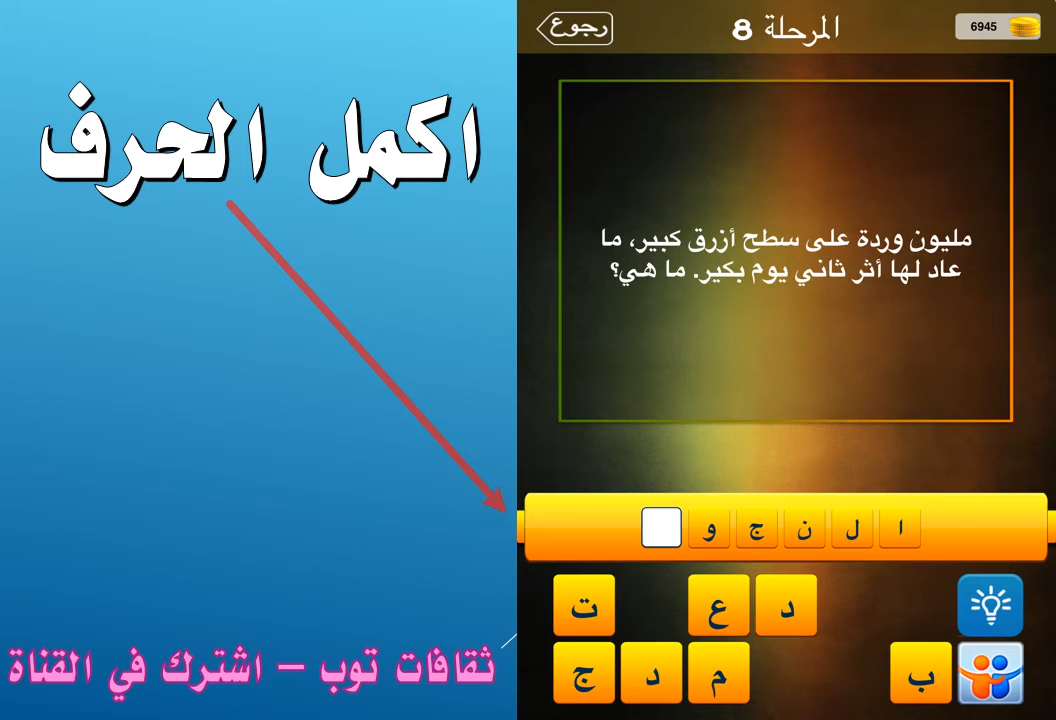 اكمل الحرف
ثقافات توب – اشترك في القناة
رجوع
المرحلة 8
6945
مليون وردة على سطح أزرق كبير، ما
عاد لها أثر ثاني يوم بكير. ما هي؟
ا ل ن ج و
د ع ت
ب م د ج